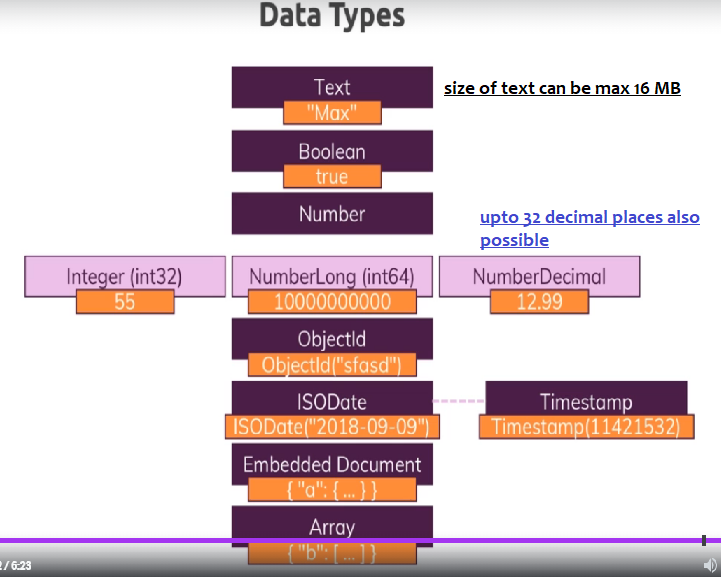 Data Types
Text
size of text can be max 16 MB
"Max"
Boolean
true
Number
upto 32 decimal places also
possible
Integer (int32)
NumberLong (int64)
NumberDecimal
55
10000000000
12.99
ObjectId
ObjectId("sfasd")
ISODate
Timestamp
ISODate("2018-09-09")
Timestamp(11421532)
Embedded Document
{ "a": { ... } }
Array
{ "b": [ ... ] }
/ 6:23